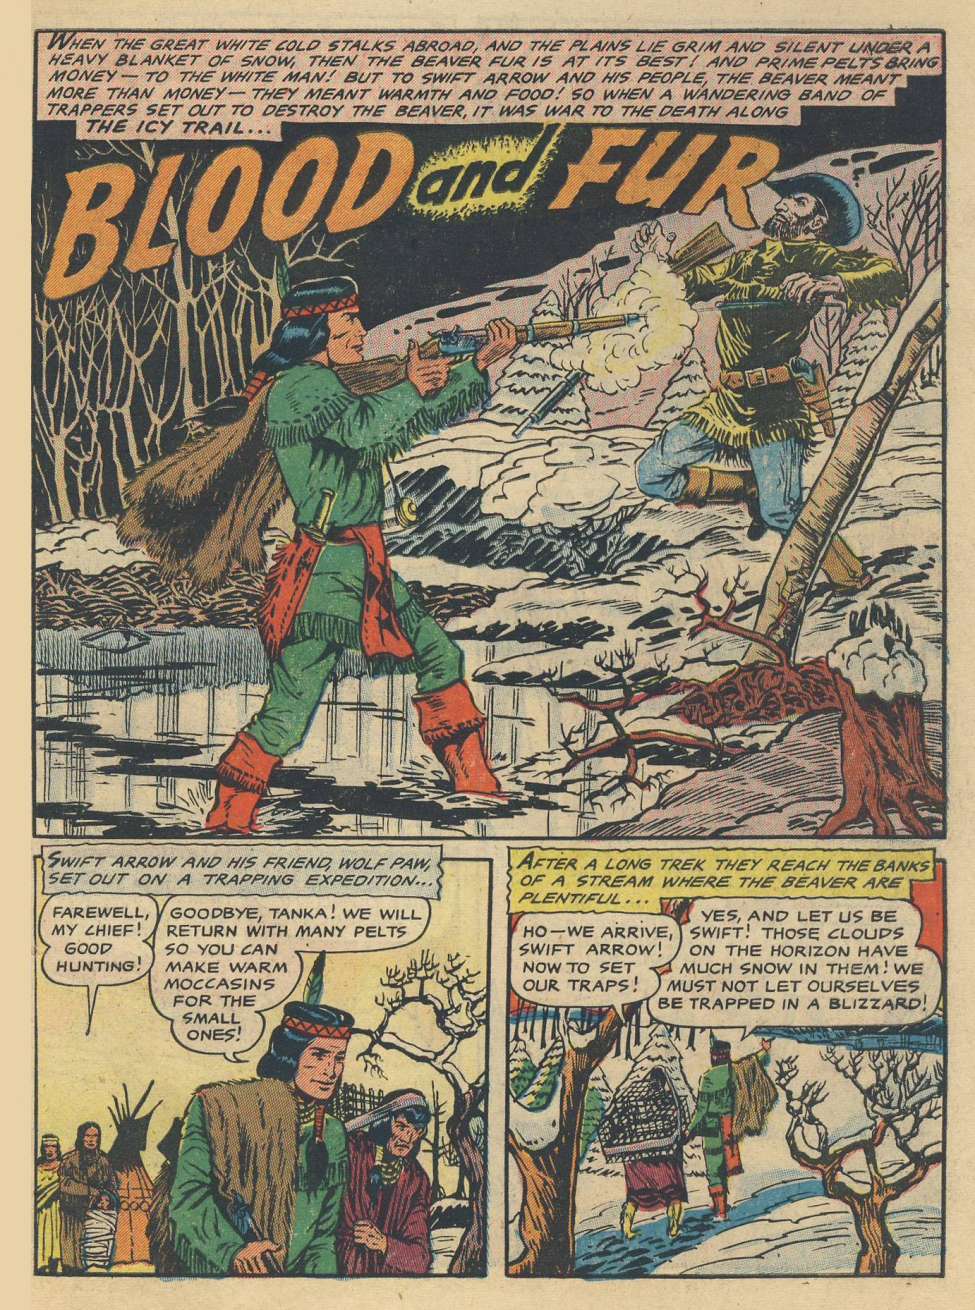 WHEN THE GREAT WHITE COLD STALKS ABROAD, AND THE PLAINS LIE GRIM AND SILENT UNDER A
HEAVY BLANKET OF SNOW, THEN THE BEAVER FUR IS AT ITS BEST! AND PRIME PELTS BRING
MONEY — TO THE WHITE MAN! BUT TO SWIFT ARROW AND HIS PEOPLE, THE BEAVER MEANT
MORE THAN MONEY — THEY MEANT WARMTH AND FOOD! SO WHEN A WANDERING BAND OF
TRAPPERS SET OUT TO DESTROY THE BEAVER, IT WAS WAR TO THE DEATH ALONG
THE ICY TRAIL...
BLOOD and FUR
SWIFT ARROW AND HIS FRIEND, WOLF PAW,
SET OUT ON A TRAPPING EXPEDITION...
FAREWELL,
MY CHIEF!
GOOD
HUNTING!
GOODBYE, TANKA! WE WILL
RETURN WITH MANY PELTS
SO YOU CAN
MAKE WARM
MOCCASINS
FOR THE
SMALL
ONES!
AFTER A LONG TREK THEY REACH THE BANKS
OF A STREAM WHERE THE BEAVER ARE
PLENTIFUL...
HO—WE ARRIVE,
SWIFT ARROW!
NOW TO SET
OUR TRAPS!
YES, AND LET US BE
SWIFT! THOSE CLOUDS
ON THE HORIZON HAVE
MUCH SNOW IN THEM! WE
MUST NOT LET OURSELVES
BE TRAPPED IN A BLIZZARD!